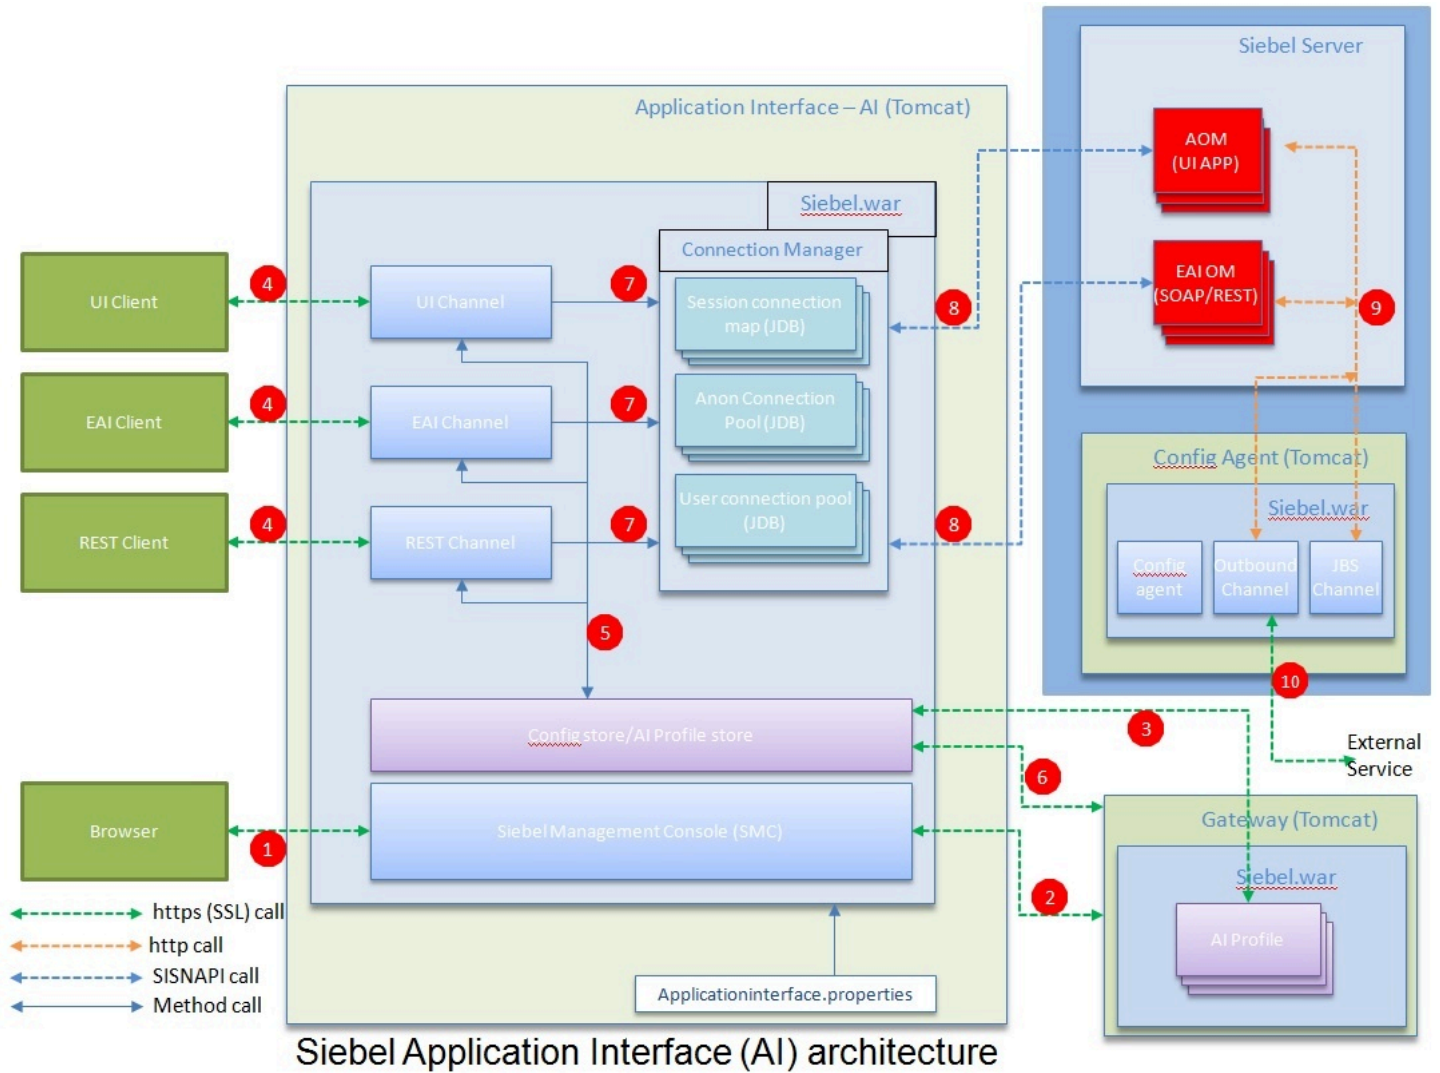 Siebel Server
AOM
(UI APP)
EAI OM
(SOAP/REST)
9
Application Interface – AI (Tomcat)
Siebel.war
Connection Manager
Session connection
map (JDB)
Anon Connection
Pool (JDB)
User connection pool
(JDB)
8
8
UI Client
4
UI Channel
7
EAI Client
4
EAI Channel
7
REST Client
4
REST Channel
7
5
Config store/AI Profile store
Browser
1
Siebel Management Console (SMC)
Config Agent (Tomcat)
Siebel.war
Config
agent
Outbound
Channel
JBS
Channel
10
3
External
Service
6
2
Gateway (Tomcat)
Siebel.war
AI Profile
https (SSL) call
http call
SISNAPI call
Method call
Applicationinterface.properties
Siebel Application Interface (AI) architecture